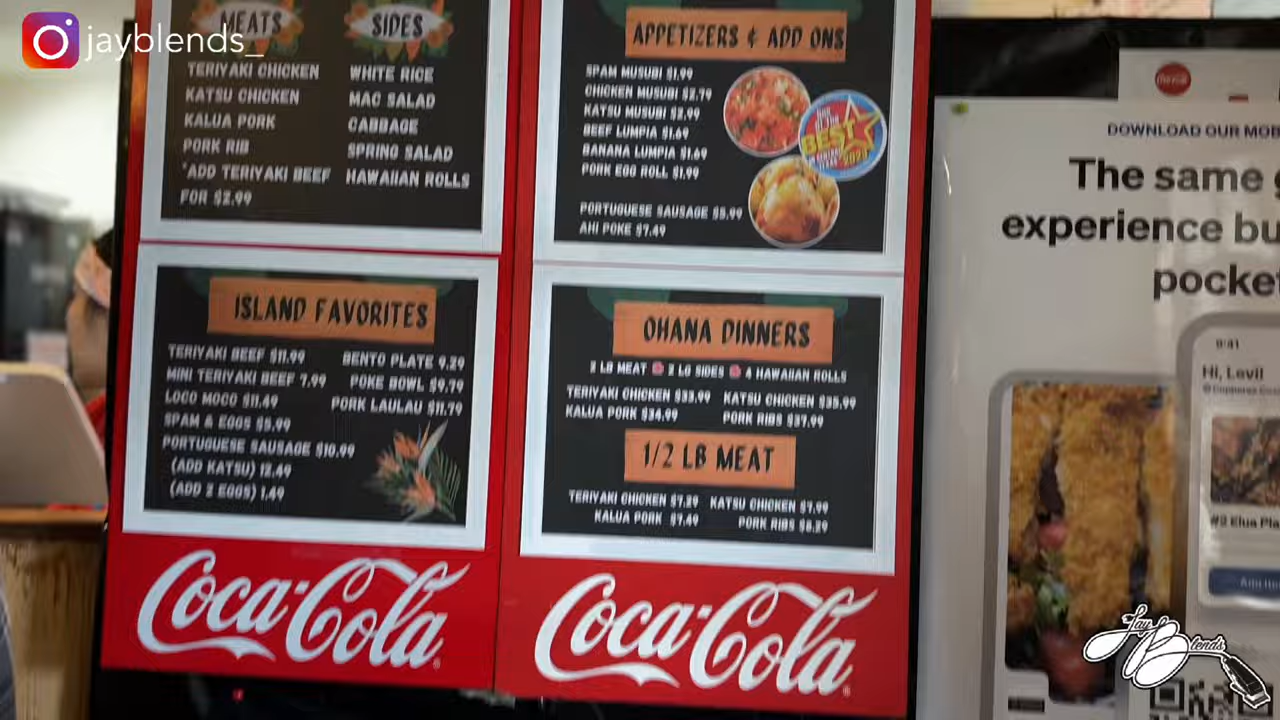 jayblends_
MEATS
TERIYAKI CHICKEN
KATSU CHICKEN
KALUA PORK
PORK RIB
*ADD TERIYAKI BEEF
FOR $2.99
SIDES
WHITE RICE
MAC SALAD
CABBAGE
SPRING SALAD
HAWAIIAN ROLLS
APPETIZERS & ADD ONS
SPAM MUSUBI $1.99
CHICKEN MUSUBI $2.79
KATSU MUSUBI $2.99
BEEF LUMPIA $1.69
BANANA LUMPIA $1.69
PORK EGG ROLL $1.99
PORTUGUESE SAUSAGE $5.99
AHI POKE $7.49
BEST
ISLAND FAVORITES
TERIYAKI BEEF $11.99
MINI TERIYAKI BEEF 7.99
LOCO MOCO $11.49
SPAM & EGGS $5.99
PORTUGUESE SAUSAGE $10.99
(ADD KATSU) 12.49
(ADD 2 EGGS) 1.49
BENTO PLATE 9.29
POKE BOWL $9.79
PORK LAULAU $11.79
OHANA DINNERS
2 LB MEAT 2 LG SIDES 4 HAWAIIAN ROLLS
TERIYAKI CHICKEN $33.99 KATSU CHICKEN $35.99
KALUA PORK $34.99 PORK RIBS $37.99
1/2 LB MEAT
TERIYAKI CHICKEN $7.29 KATSU CHICKEN $7.99
KALUA PORK $7.49 PORK RIBS $8.29
Coca-Cola
Coca-Cola
DOWNLOAD OUR
The same
experience
9:41
Hi, Levil
Jay Blends